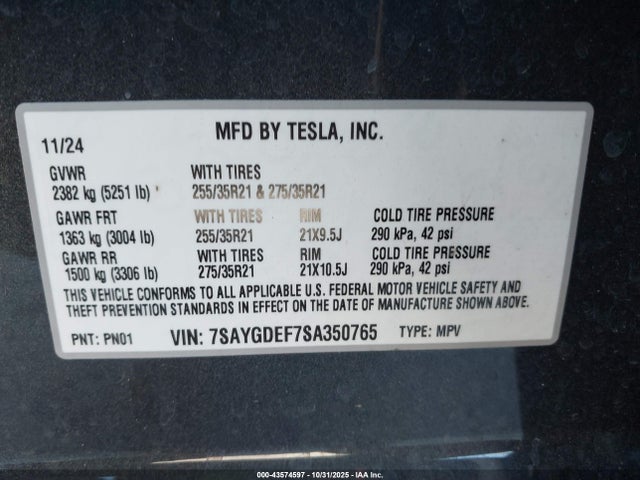 11/24 MFD BY TESLA, INC.
GVWR WITH TIRES
2382 kg (5251 lb) 255/35R21 & 275/35R21
GAWR FRT WITH TIRES RIM COLD TIRE PRESSURE
1363 kg (3004 lb) 255/35R21 21X9.5J 290 kPa, 42 psi
GAWR RR WITH TIRES RIM COLD TIRE PRESSURE
1500 kg (3306 lb) 275/35R21 21X10.5J 290 kPa, 42 psi
THIS VEHICLE CONFORMS TO ALL APPLICABLE U.S. FEDERAL MOTOR VEHICLE SAFETY AND
THEFT PREVENTION STANDARDS IN EFFECT ON THE DATE OF MANUFACTURE SHOWN ABOVE.
PNT: PN01 VIN: 7SAYGDEF7SA350765 TYPE: MPV
000-43574597 - 10/31/2025 - IAA Inc.